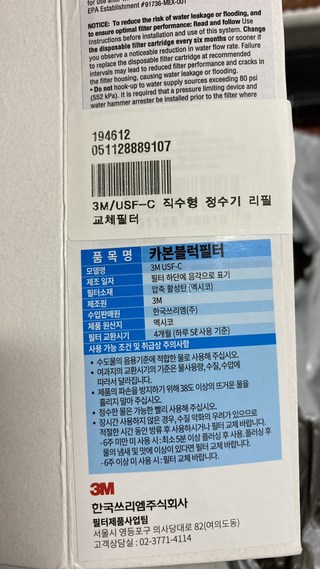 EPA Establishment #91736-MEX-001
NOTICE: To reduce the risk of water leakage or flooding, and
to ensure optimal filter performance: Read and follow Use
Instructions before installation and use of this system. Change
the disposable filter cartridge every six months or sooner if
you observe a noticeable reduction in water flow rate. Failure
to replace the disposable filter cartridge at recommended
intervals may lead to reduced filter performance and cracks in
the filter housing, causing water leakage or flooding.
• Do not hook-up to water supply sources exceeding 80 psi
(552 kPa). It is required that a pressure limiting device and
water hammer arrester be installed prior to the filter where
194612
051128889107
3M/USF-C 직수형 정수기 리필
교체필터
품 목 명 카본블럭필터
모델명 3M USF-C
제조 일자 필터 하단에 음각으로 표기
필터소재 압축 활성탄 (멕시코)
제조원 3M
수입판매원 한국쓰리엠(주)
제품 원산지 멕시코
필터 교환시기 4개월 (하루 5ℓ 사용 기준)
사용 가능 조건 및 취급상 주의사항
• 수도물의 음용기준에 적합한 물로 사용해 주십시오.
• 여과지의 교환시기의 기준은 물사용량, 수질, 수압에
따라서 달라집니다.
• 제품의 파손을 방지하기 위해 38도 이상의 뜨거운 물을
흘리지 말아 주십시오.
• 정수한 물은 가능한 빨리 사용해 주십시오.
• 장시간 사용하지 않은 경우, 수질 악화의 우려가 있으므로
적절한 시간 동안 방류 후 사용하시거나 필터 교체 바랍니다.
- 6주 미만 미 사용 시 : 최소 5분 이상 플러싱 후 사용. 플러싱 후
물의 냄새 및 맛에 이상이 있다면 필터 교체 바랍니다.
- 6주 이상 미 사용 시 : 필터 교체 바랍니다.
3M
한국쓰리엠주식회사
필터제품사업팀
서울시 영등포구 의사당대로 82(여의도동)
고객상담실 : 02-3771-4114